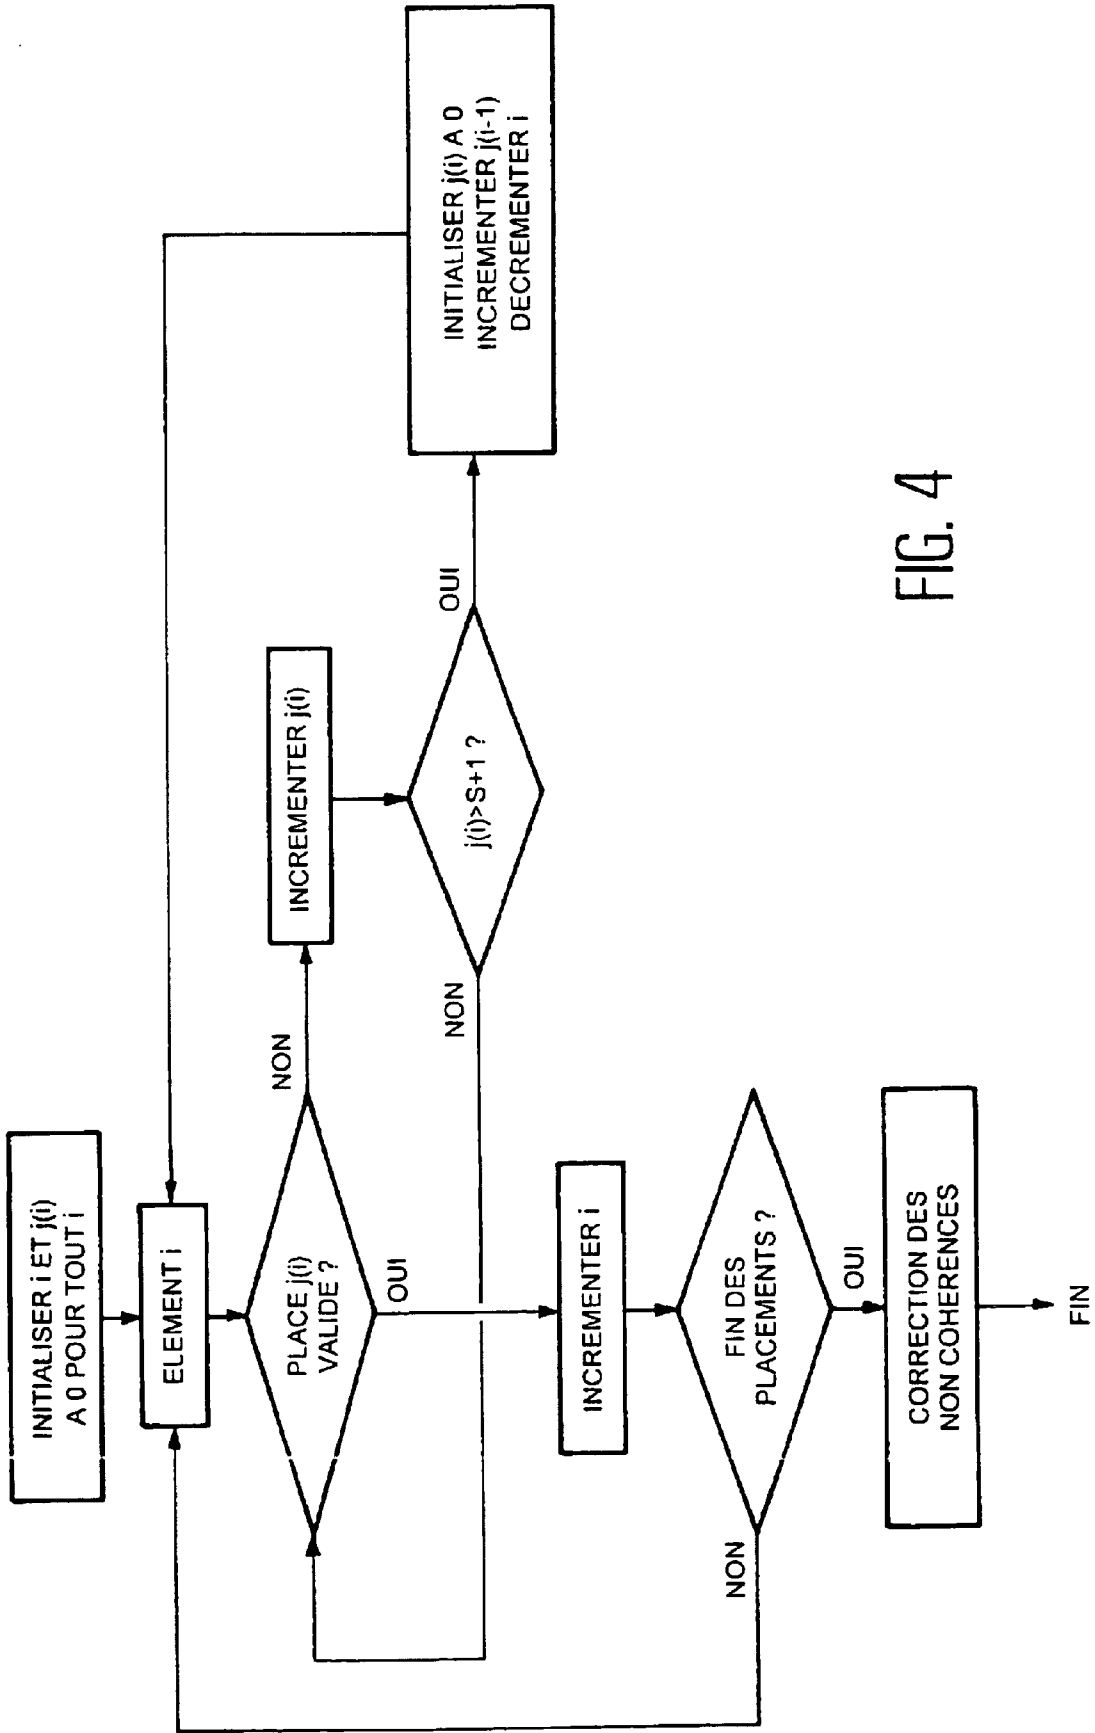 INITIALISER i ET j(i)
A 0 POUR TOUT i
ELEMENT i
PLACE j(i)
VALIDE ?
NON
OUI
INCREMENTER j(i)
j(i)>S+1 ?
NON
OUI
INITIALISER j(i) A 0
INCREMENTER j(i-1)
DECREMENTER i
INCREMENTER i
FIN DES
PLACEMENTS ?
NON
OUI
CORRECTION DES
NON COHERENCES
FIN
FIG. 4